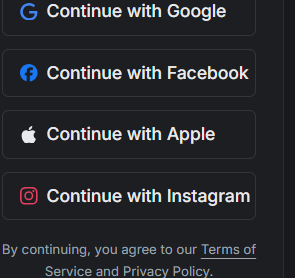 Continue with Google
Continue with Facebook
Continue with Apple
Continue with Instagram
By continuing, you agree to our Terms of
Service and Privacy Policy.